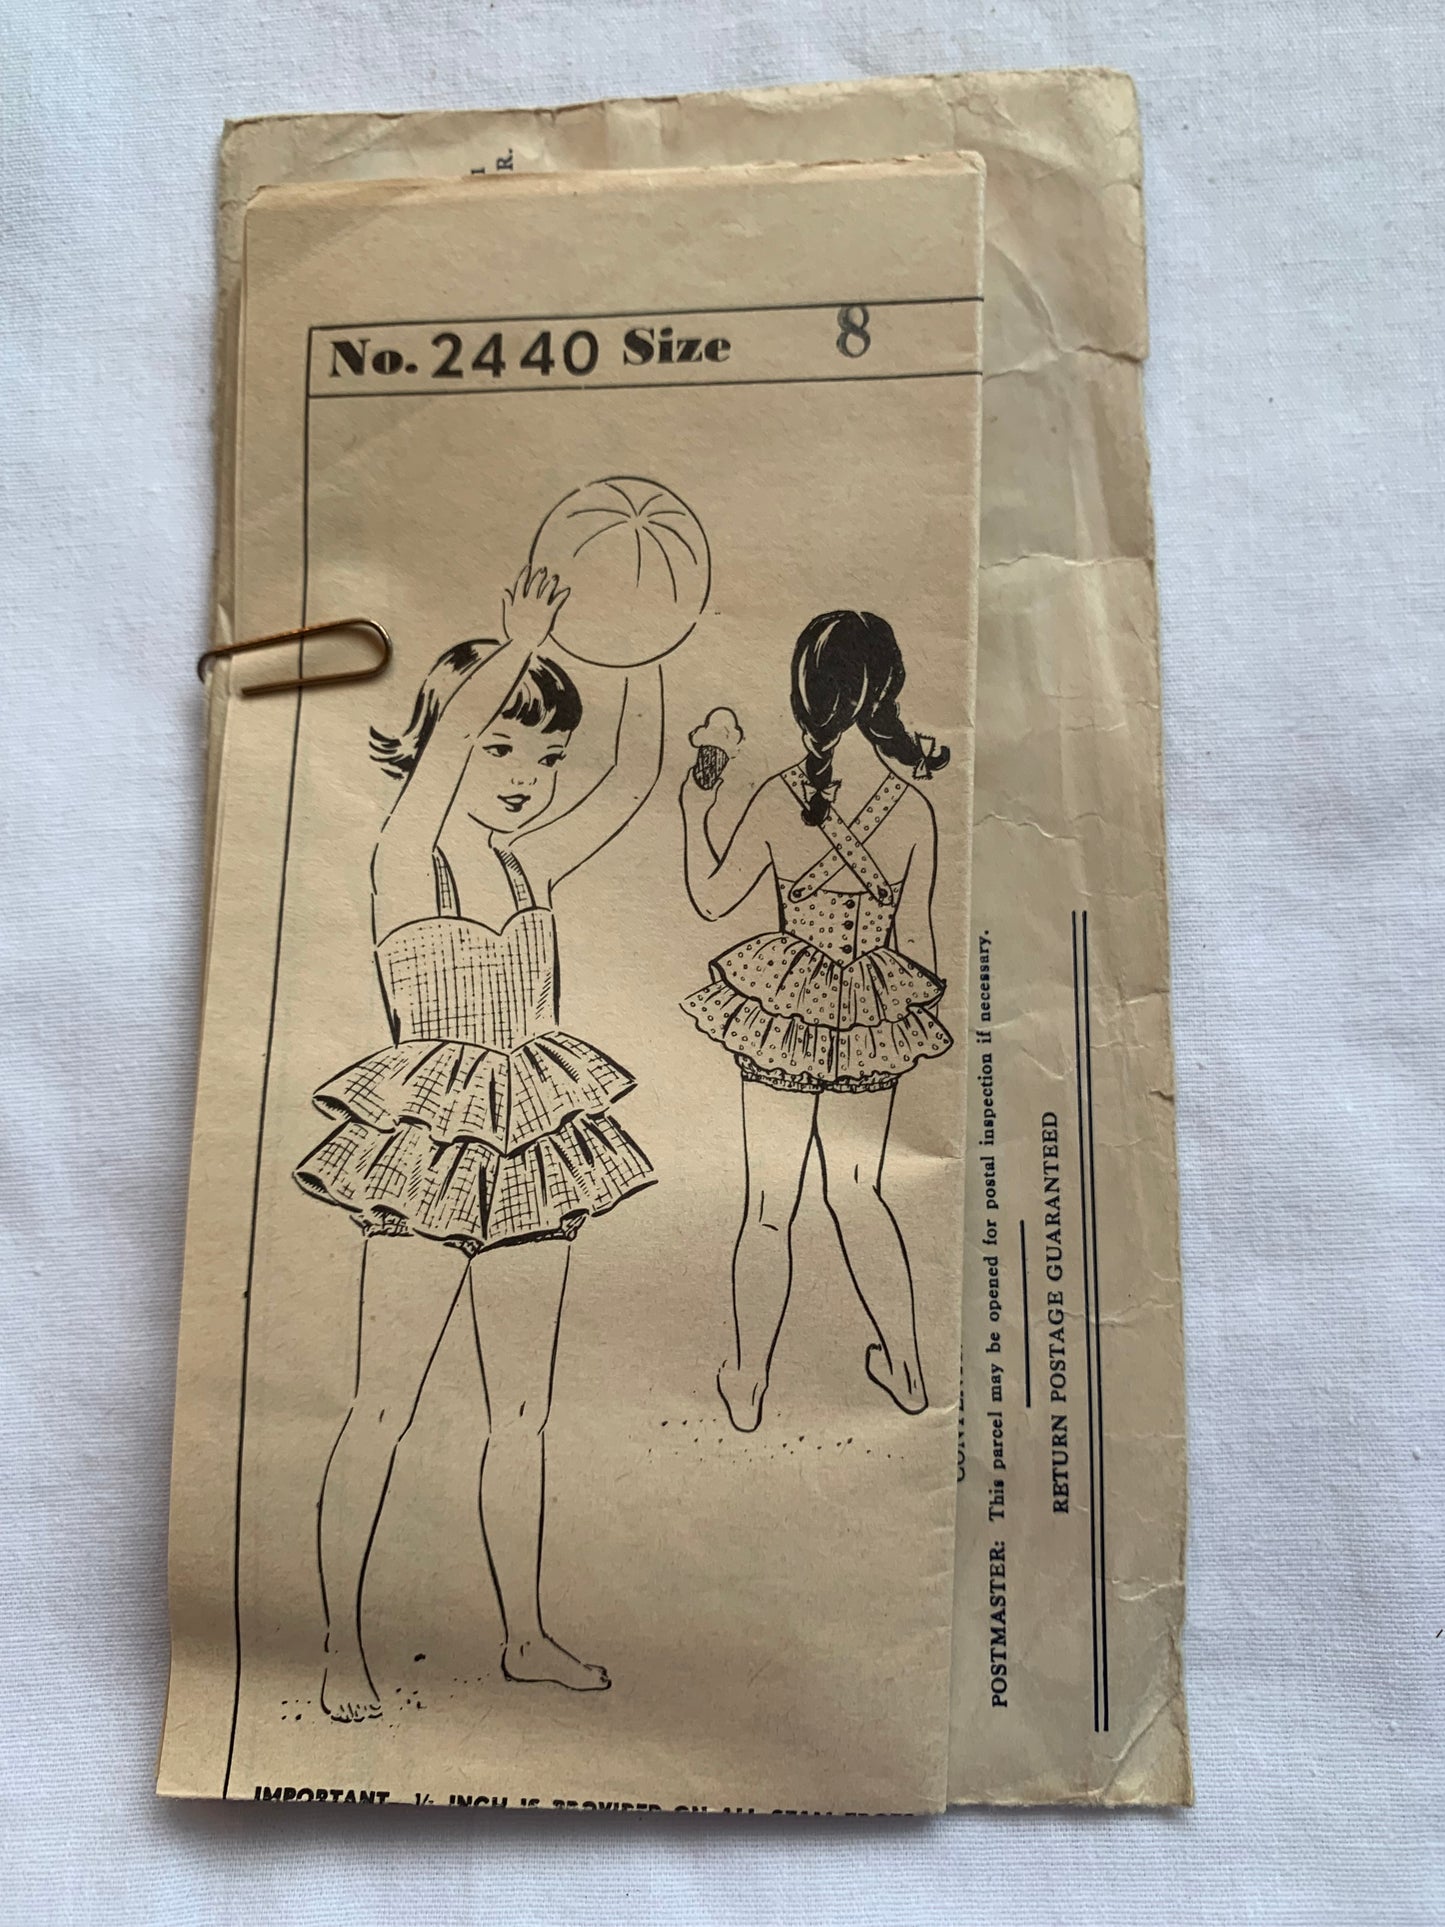 R.
No. 2440 Size 8
IMPORTANT
POSTMASTER: This parcel may be opened for postal inspection if necessary.
RETURN POSTAGE GUARANTEED